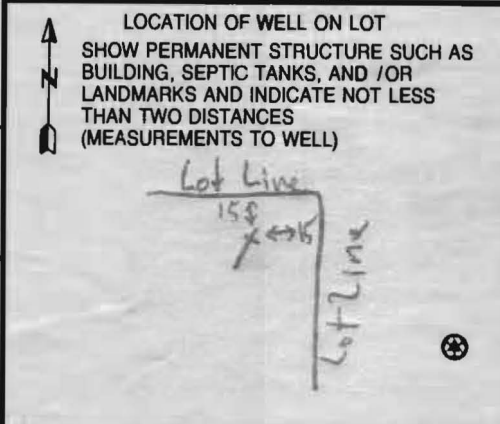 LOCATION OF WELL ON LOT
SHOW PERMANENT STRUCTURE SUCH AS
BUILDING, SEPTIC TANKS, AND /OR
LANDMARKS AND INDICATE NOT LESS
THAN TWO DISTANCES
(MEASUREMENTS TO WELL)
N
Lot Line
15 ↕
x ↔ 15
Lot Line